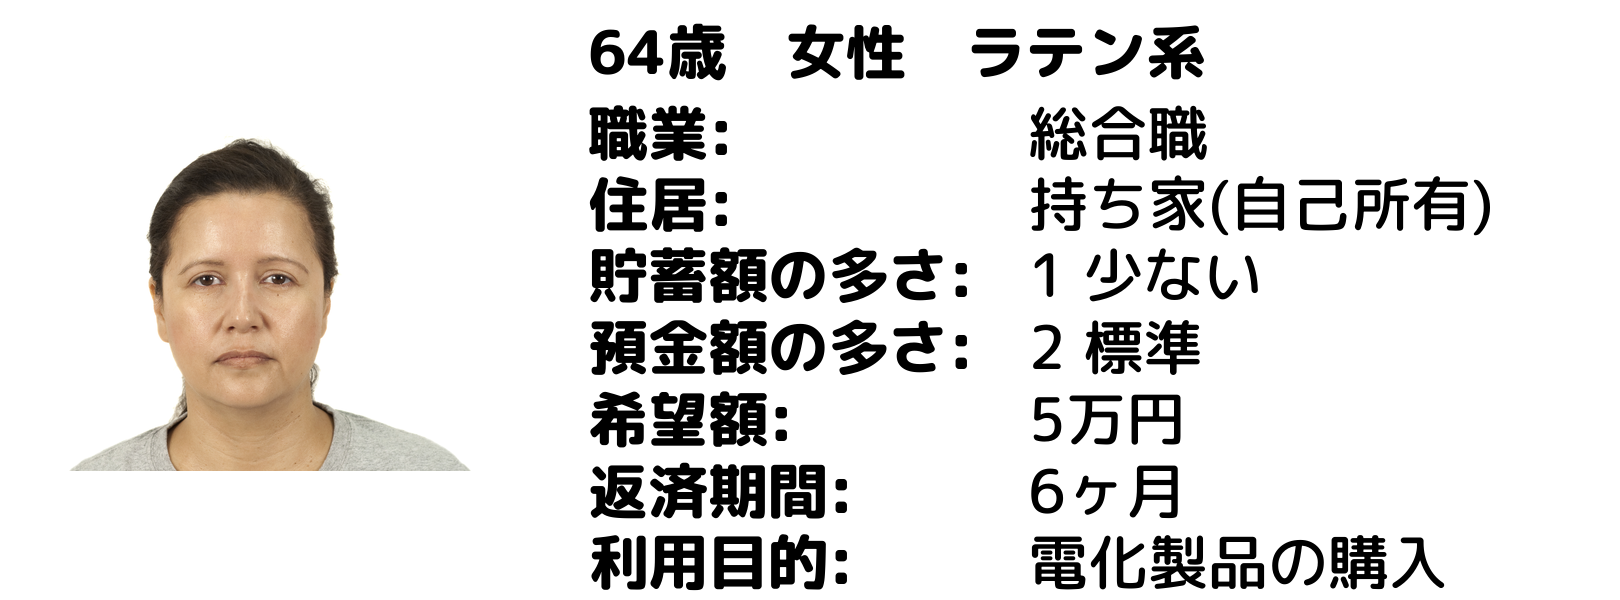 64歳　女性　ラテン系
職業:　総合職
住居:　持ち家(自己所有)
貯蓄額の多さ:　1 少ない
預金額の多さ:　2 標準
希望額:　5万円
返済期間:　6ヶ月
利用目的:　電化製品の購入